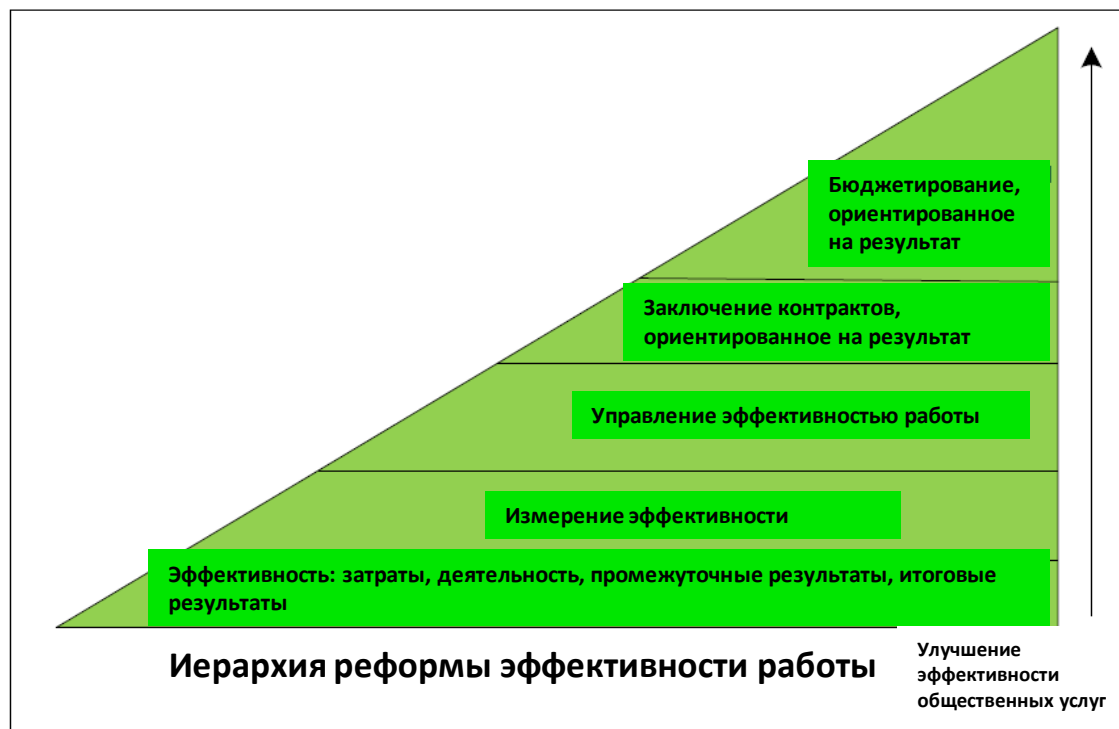 Бюджетирование,
ориентированное
на результат
Заключение контрактов,
ориентированное на результат
Управление эффективностью работы
Измерение эффективности
Эффективность: затраты, деятельность, промежуточные результаты, итоговые
результаты
Иерархия реформы эффективности работы
Улучшение
эффективности
общественных услуг